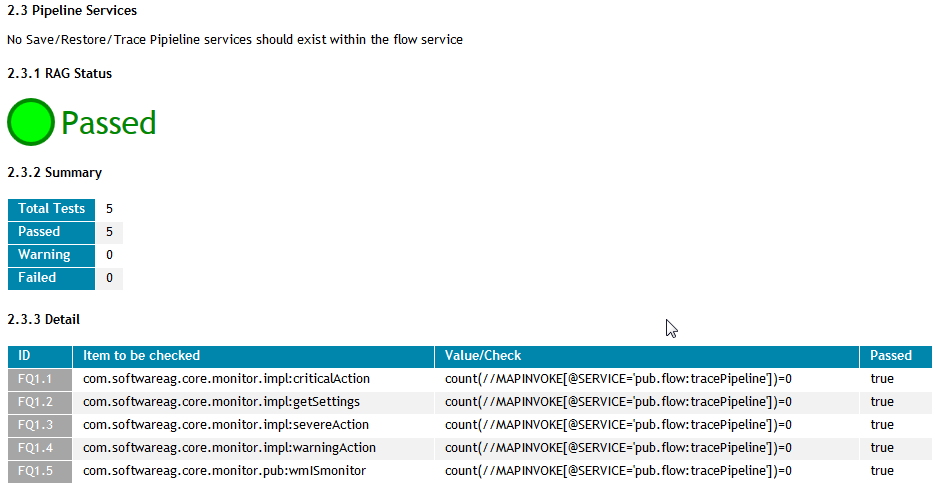 2.3 Pipeline Services
No Save/Restore/Trace Pipieline services should exist within the flow service
2.3.1 RAG Status
Passed
2.3.2 Summary
Total Tests 5
Passed 5
Warning 0
Failed 0
2.3.3 Detail
ID Item to be checked Value/Check Passed
FQ1.1 com.softwareag.core.monitor.impl:criticalAction count(//MAPINVOKE[@SERVICE='pub.flow:tracePipeline'])=0 true
FQ1.2 com.softwareag.core.monitor.impl:getSettings count(//MAPINVOKE[@SERVICE='pub.flow:tracePipeline'])=0 true
FQ1.3 com.softwareag.core.monitor.impl:severeAction count(//MAPINVOKE[@SERVICE='pub.flow:tracePipeline'])=0 true
FQ1.4 com.softwareag.core.monitor.impl:warningAction count(//MAPINVOKE[@SERVICE='pub.flow:tracePipeline'])=0 true
FQ1.5 com.softwareag.core.monitor.pub:wmISmonitor count(//MAPINVOKE[@SERVICE='pub.flow:tracePipeline'])=0 true